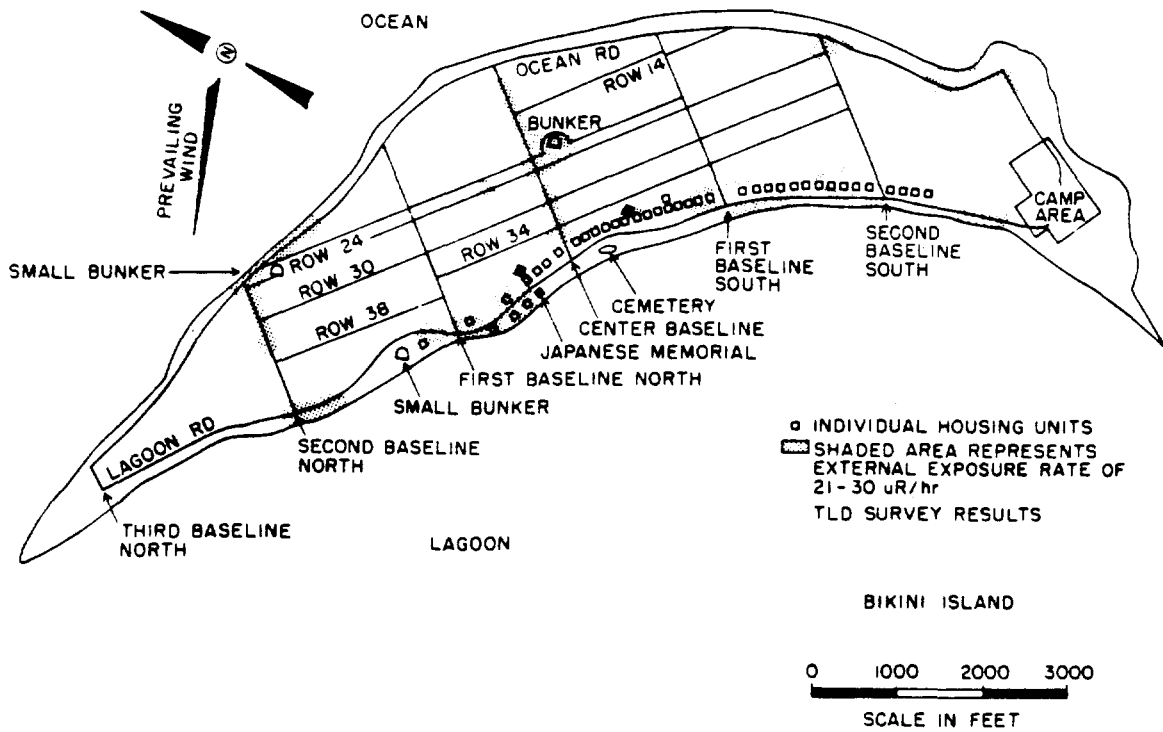 OCEAN
N
PREVAILING
WIND
OCEAN RD
ROW 14
BUNKER
SMALL BUNKER
ROW 24
ROW 30
ROW 34
ROW 38
CAMP
AREA
SECOND
BASELINE
SOUTH
FIRST
BASELINE
SOUTH
CEMETERY
CENTER BASELINE
JAPANESE MEMORIAL
FIRST BASELINE NORTH
SMALL BUNKER
SECOND BASELINE
NORTH
LAGOON RD
THIRD BASELINE
NORTH
LAGOON
INDIVIDUAL HOUSING UNITS
SHADED AREA REPRESENTS
EXTERNAL EXPOSURE RATE OF
21-30 uR/hr
TLD SURVEY RESULTS
BIKINI ISLAND
0 1000 2000 3000
SCALE IN FEET